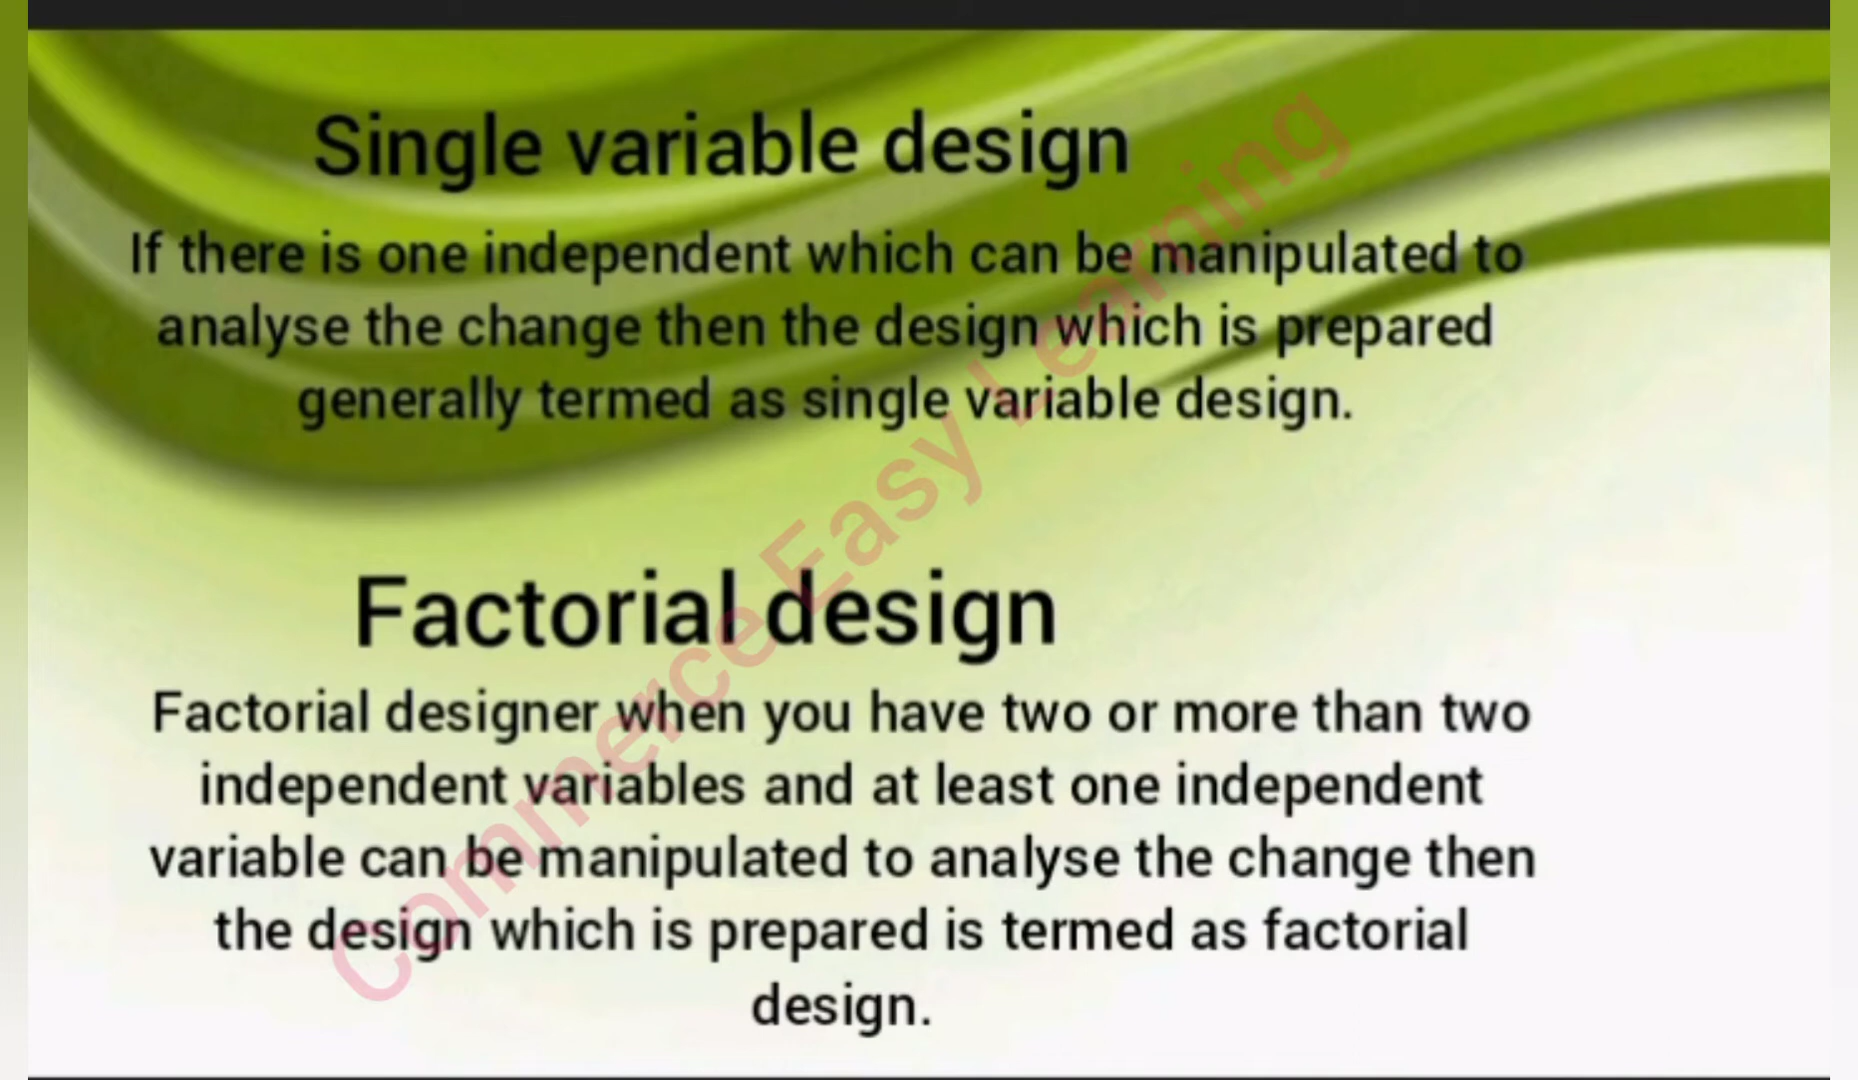 Single variable design
If there is one independent which can be manipulated to
analyse the change then the design which is prepared
generally termed as single variable design.
Factorial design
Factorial designer when you have two or more than two
independent variables and at least one independent
variable can be manipulated to analyse the change then
the design which is prepared is termed as factorial
design.
Commerce Easy Learning